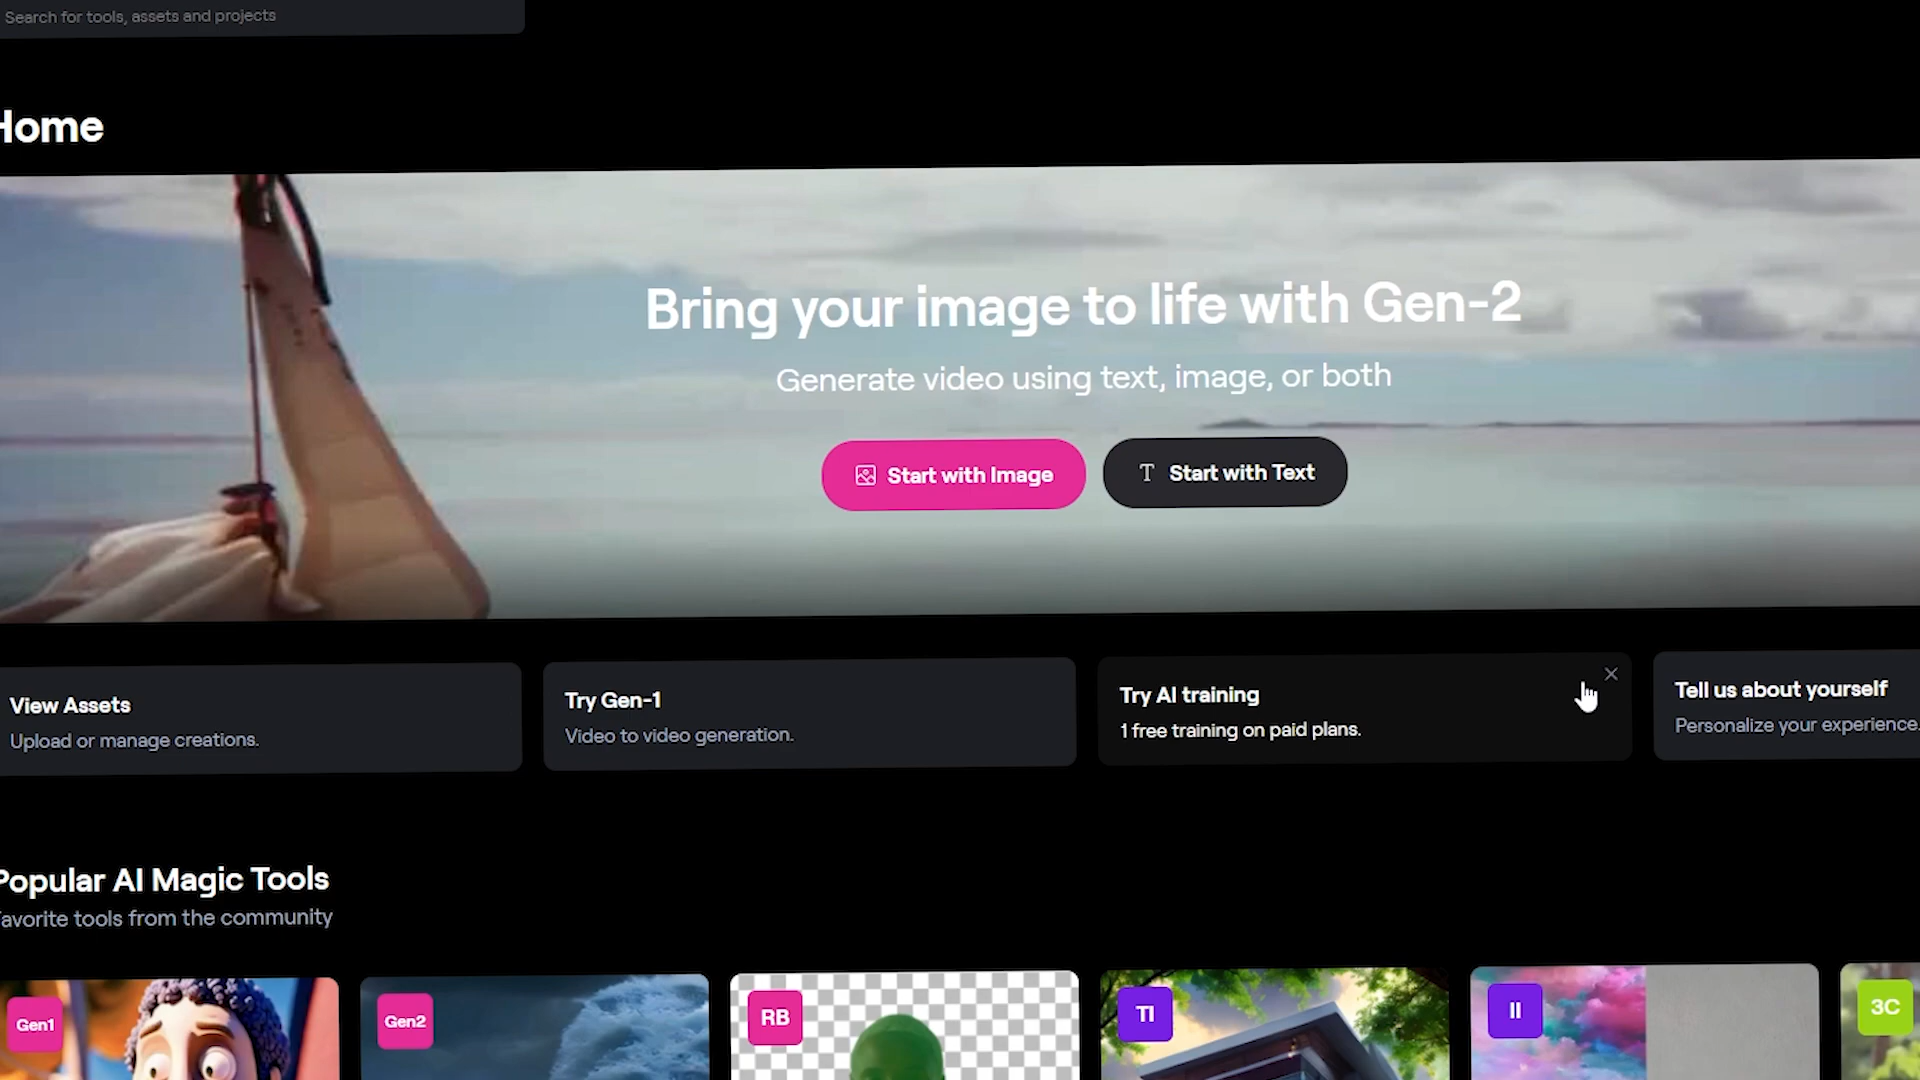 Search for tools, assets and projects
Home
Bring your image to life with Gen-2
Generate video using text, image, or both
Start with Image
T Start with Text
View Assets
Upload or manage creations.
Try Gen-1
Video to video generation.
Try AI training
1 free training on paid plans.
Tell us about yourself
Personalize your experience.
Popular AI Magic Tools
Favorite tools from the community
Gen1
Gen2
RB
TI
II
3C